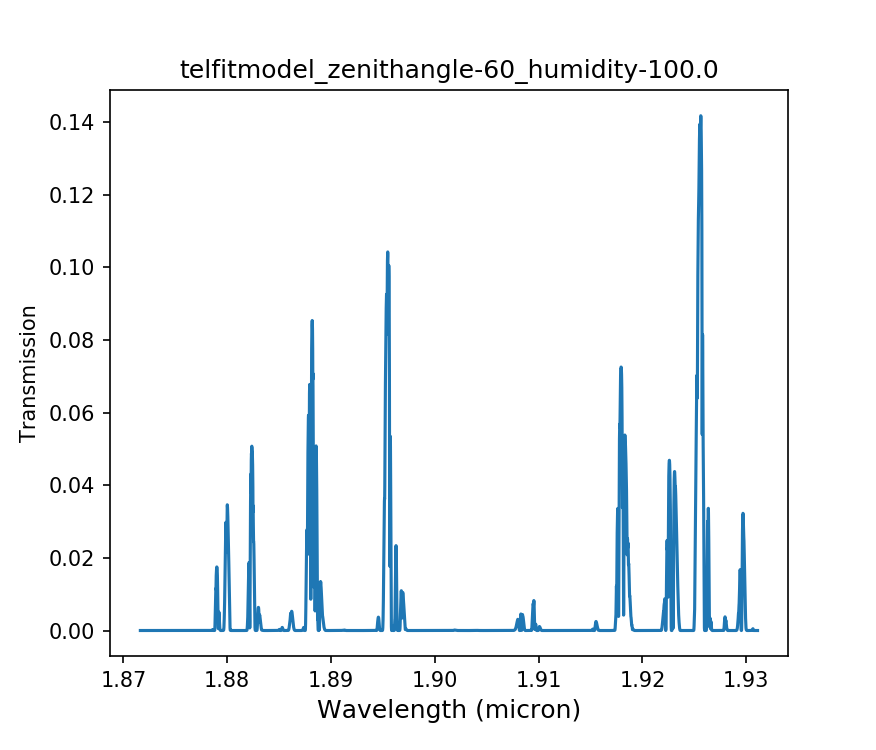 telfitmodel_zenithangle-60_humidity-100.0
0.14
0.12
0.10
0.08
0.06
0.04
0.02
0.00
Transmission
1.87 1.88 1.89 1.90 1.91 1.92 1.93
Wavelength (micron)